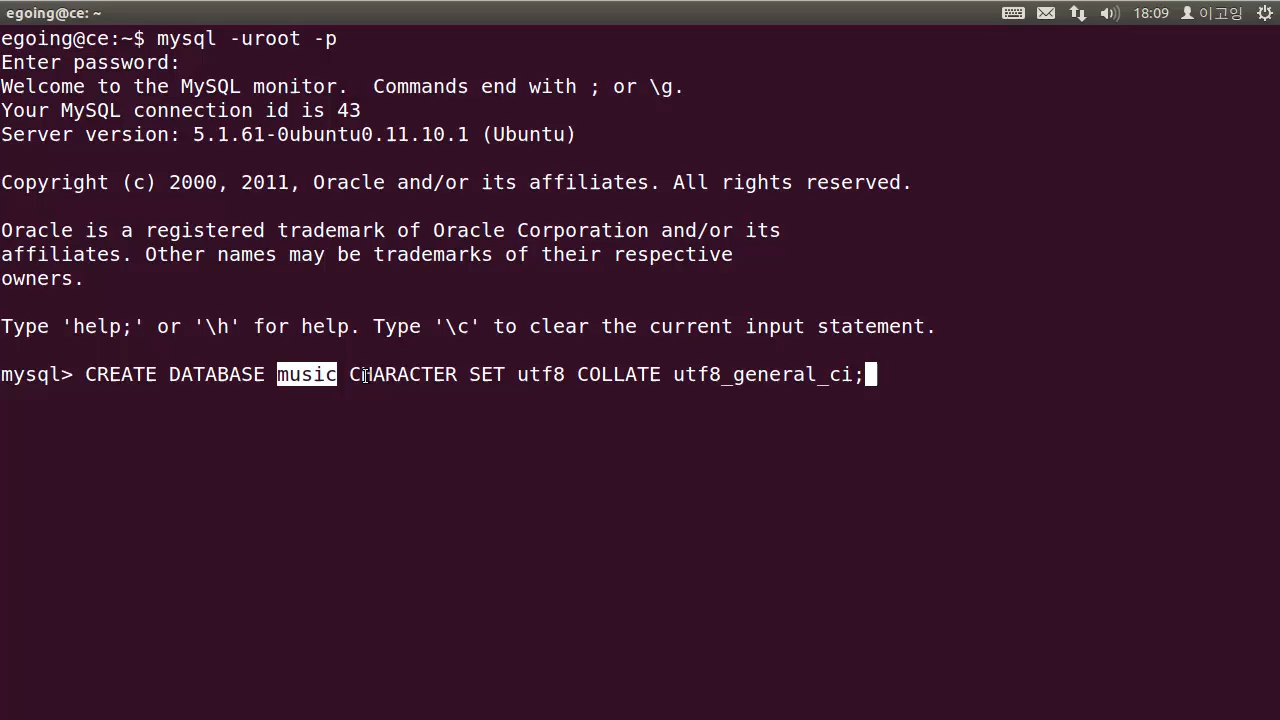 egoing@ce: ~
18:09 이고잉
egoing@ce:~$ mysql -uroot -p
Enter password:
Welcome to the MySQL monitor.  Commands end with ; or \g.
Your MySQL connection id is 43
Server version: 5.1.61-0ubuntu0.11.10.1 (Ubuntu)
Copyright (c) 2000, 2011, Oracle and/or its affiliates. All rights reserved.
Oracle is a registered trademark of Oracle Corporation and/or its
affiliates. Other names may be trademarks of their respective
owners.
Type 'help;' or '\h' for help. Type '\c' to clear the current input statement.
mysql> CREATE DATABASE music CHARACTER SET utf8 COLLATE utf8_general_ci;